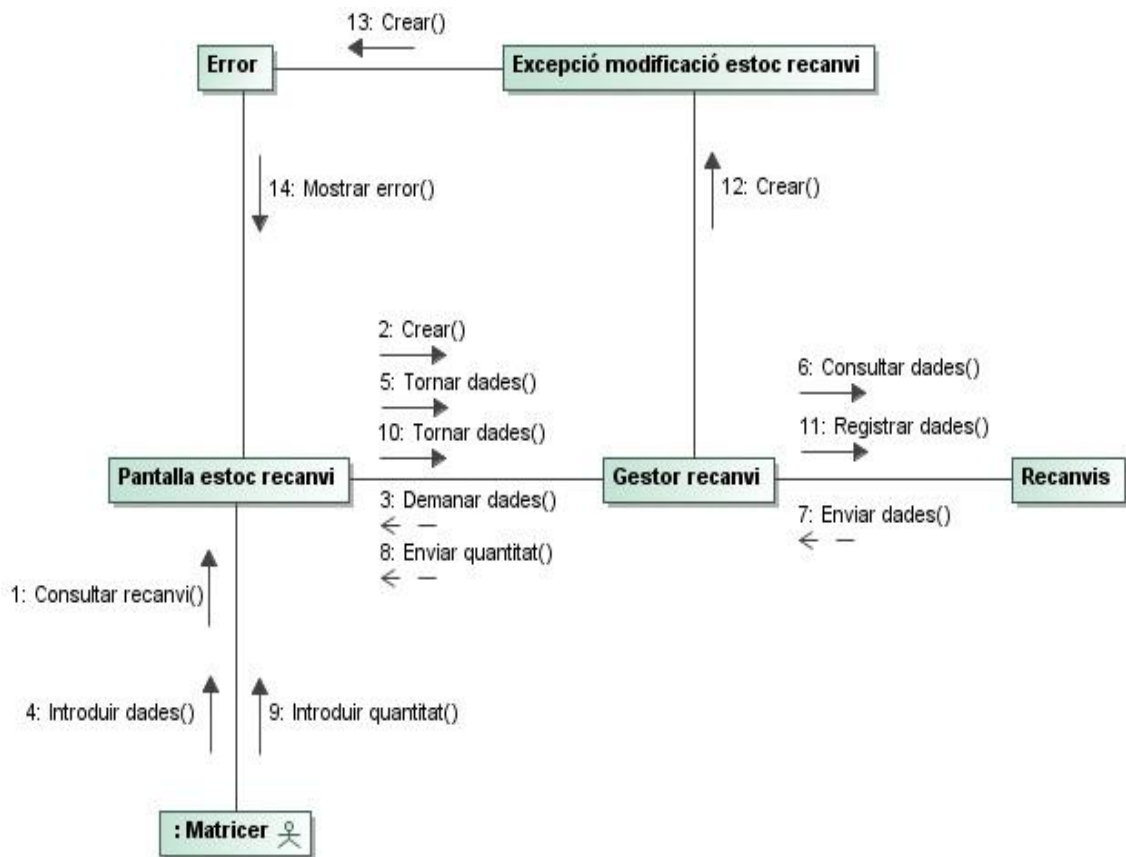 13: Crear()
Error
Excepció modificació estoc recanvi
14: Mostrar error()
12: Crear()
2: Crear()
5: Tornar dades()
10: Tornar dades()
6: Consultar dades()
11: Registrar dades()
Pantalla estoc recanvi
Gestor recanvi
Recanvis
3: Demanar dades()
8: Enviar quantitat()
7: Enviar dades()
1: Consultar recanvi()
4: Introduir dades()
9: Introduir quantitat()
: Matricer